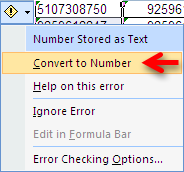 5107308750 92596
Number Stored as Text
Convert to Number
Help on this error
Ignore Error
Edit in Formula Bar
Error Checking Options...